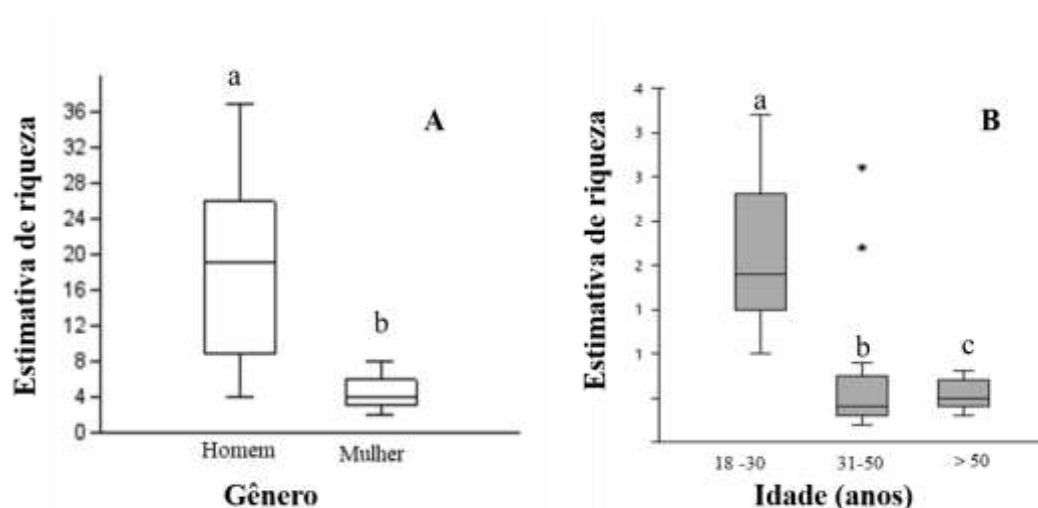 Estimativa de riqueza
36
32
28
24
20
16
12
8
4
0
a
b
A
Homem
Mulher
Gênero
Estimativa de riqueza
4
3
3
2
2
1
1
a
b
c
B
18 -30
31-50
> 50
Idade (anos)